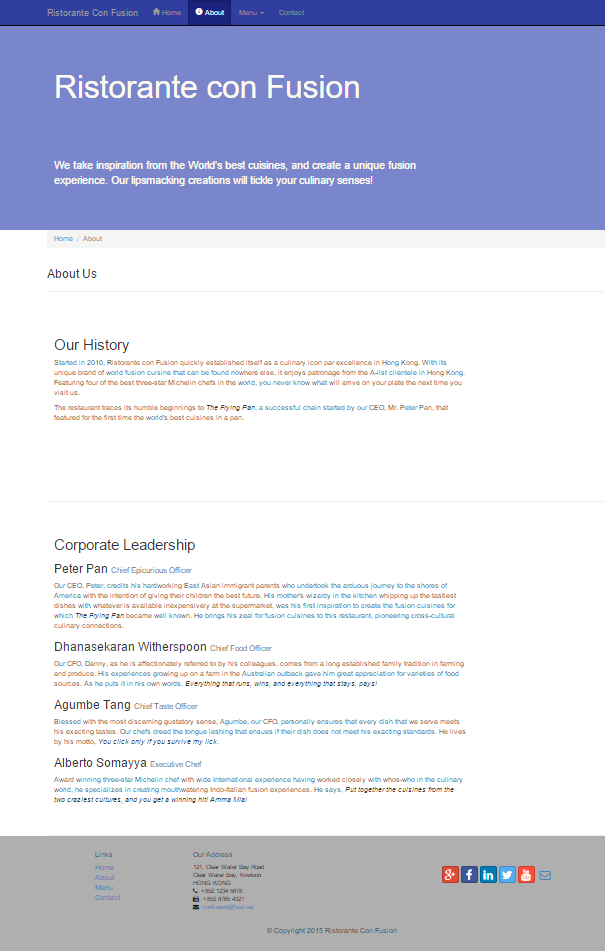 Ristorante Con Fusion Home About Menu Contact
Ristorante con Fusion
We take inspiration from the World's best cuisines, and create a unique fusion
experience. Our lipsmacking creations will tickle your culinary senses!
Home / About
About Us
Our History
Started in 2010, Ristorante con Fusion quickly established itself as a culinary icon par excellence in Hong Kong. With its
unique brand of world fusion cuisine that can be found nowhere else, it enjoys patronage from the A-list clientele in Hong Kong.
Featuring four of the best three-star Michelin chefs in the world, you never know what will arrive on your plate the next time you
visit us.
The restaurant traces its humble beginnings to The Frying Pan, a successful chain started by our CEO, Mr. Peter Pan, that
featured for the first time the world's best cuisines in a pan.
Corporate Leadership
Peter Pan Chief Epicurious Officer
Our CEO, Peter, credits his hardworking East Asian immigrant parents who undertook the arduous journey to the shores of
America with the intention of giving their children the best future. His mother's wizardy in the kitchen whipping up the tastiest
dishes with whatever is available inexpensively at the supermarket, was his first inspiration to create the fusion cuisines for
which The Frying Pan became well known. He brings his zeal for fusion cuisines to this restaurant, pioneering cross-cultural
culinary connections.
Dhanasekaran Witherspoon Chief Food Officer
Our CFO, Danny, as he is affectionately referred to by his colleagues, comes from a long established family tradition in farming
and produce. His experiences growing up on a farm in the Australian outback gave him great appreciation for varieties of food
sources. As he puts it in his own words, Everything that runs, wins, and everything that stays, pays!
Agumbe Tang Chief Taste Officer
Blessed with the most discerning gustatory sense, Agumbe, our CFO, personally ensures that every dish that we serve meets
his exacting tastes. Our chefs dread the tongue lashing that ensues if their dish does not meet his exacting standards. He lives
by his motto, You click only if you survive my lick.
Alberto Somayya Executive Chef
Award winning three-star Michelin chef with wide International experience having worked closely with whos-who in the culinary
world, he specializes in creating mouthwatering Indo-Italian fusion experiences. He says, Put together the cuisines from the
two craziest cultures, and you get a winning hit! Amma Mia!
Links
Home
About
Menu
Contact
Our Address
121, Clear Water Bay Road
Clear Water Bay, Kowloon
HONG KONG
+852 1234 5678
+852 8765 4321
confusion@food.net
© Copyright 2015 Ristorante Con Fusion